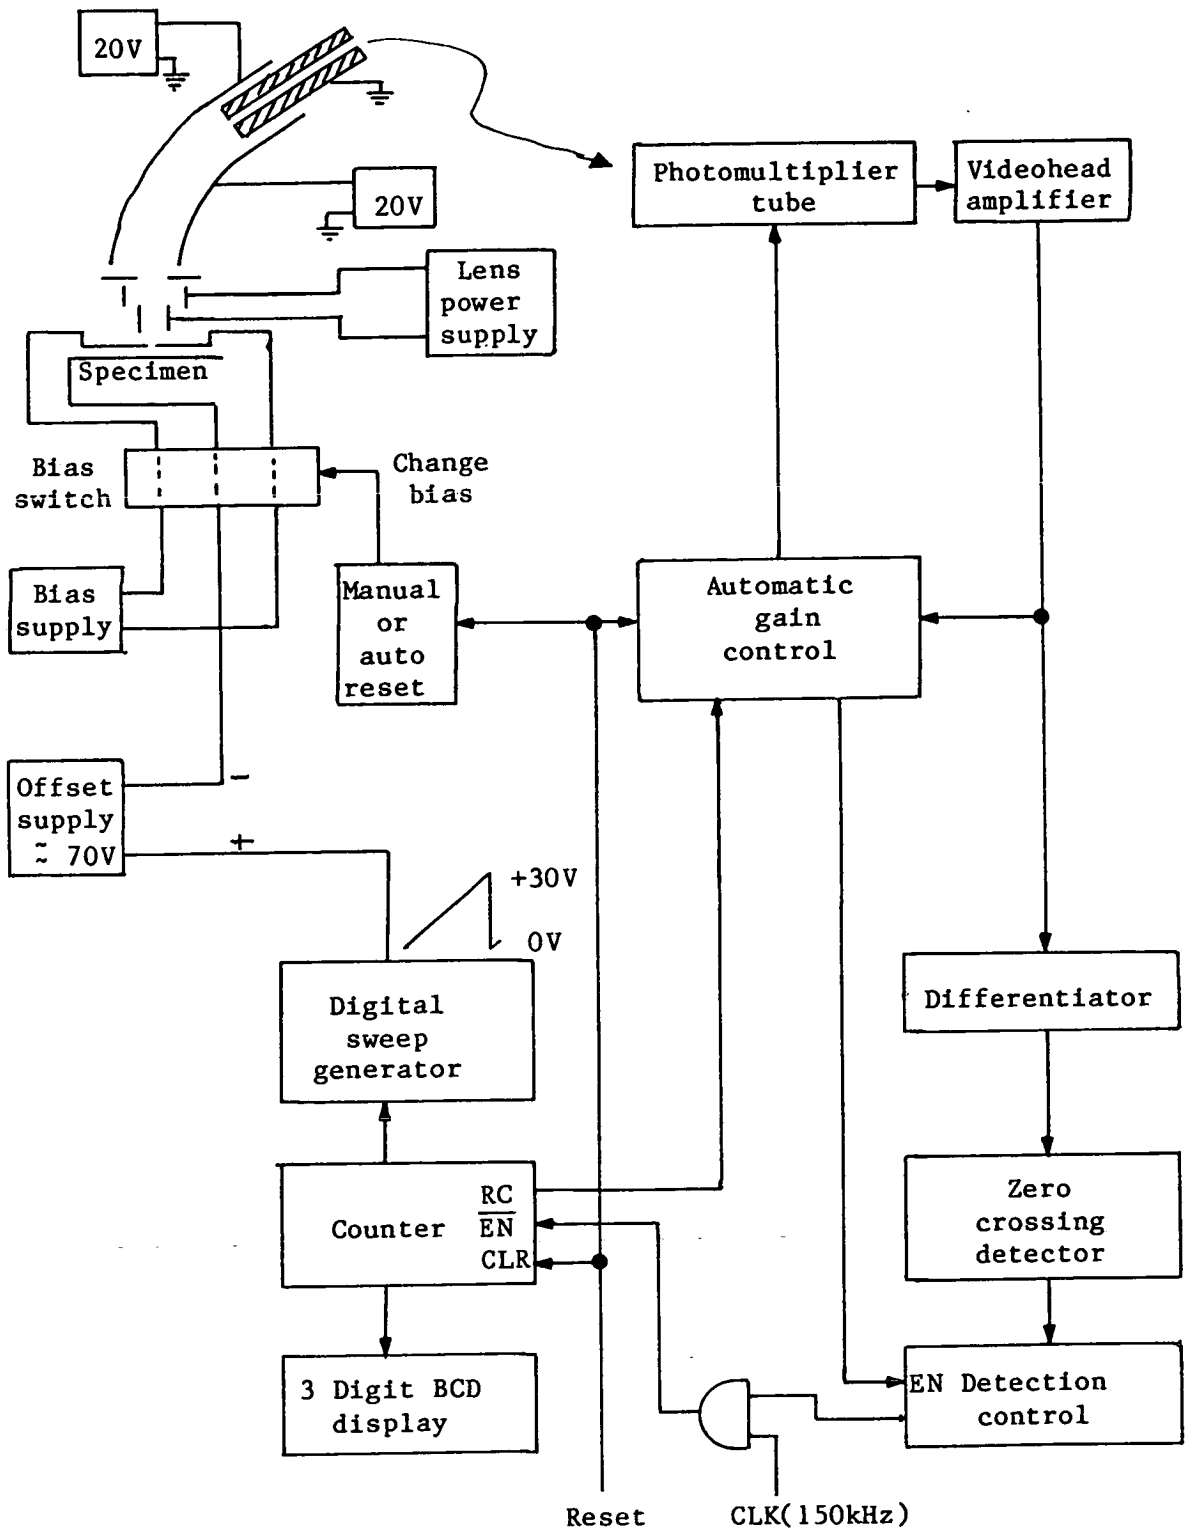 20V
20V
Photomultiplier
tube
Videohead
amplifier
Lens
power
supply
Specimen
Bias
switch
Change
bias
Bias
supply
Manual
or
auto
reset
Automatic
gain
control
Offset
supply
~
~ 70V
-
+
+30V
0V
Digital
sweep
generator
Differentiator
RC
Counter EN
CLR
Zero
crossing
detector
3 Digit BCD
display
EN Detection
control
Reset
CLK(150kHz)